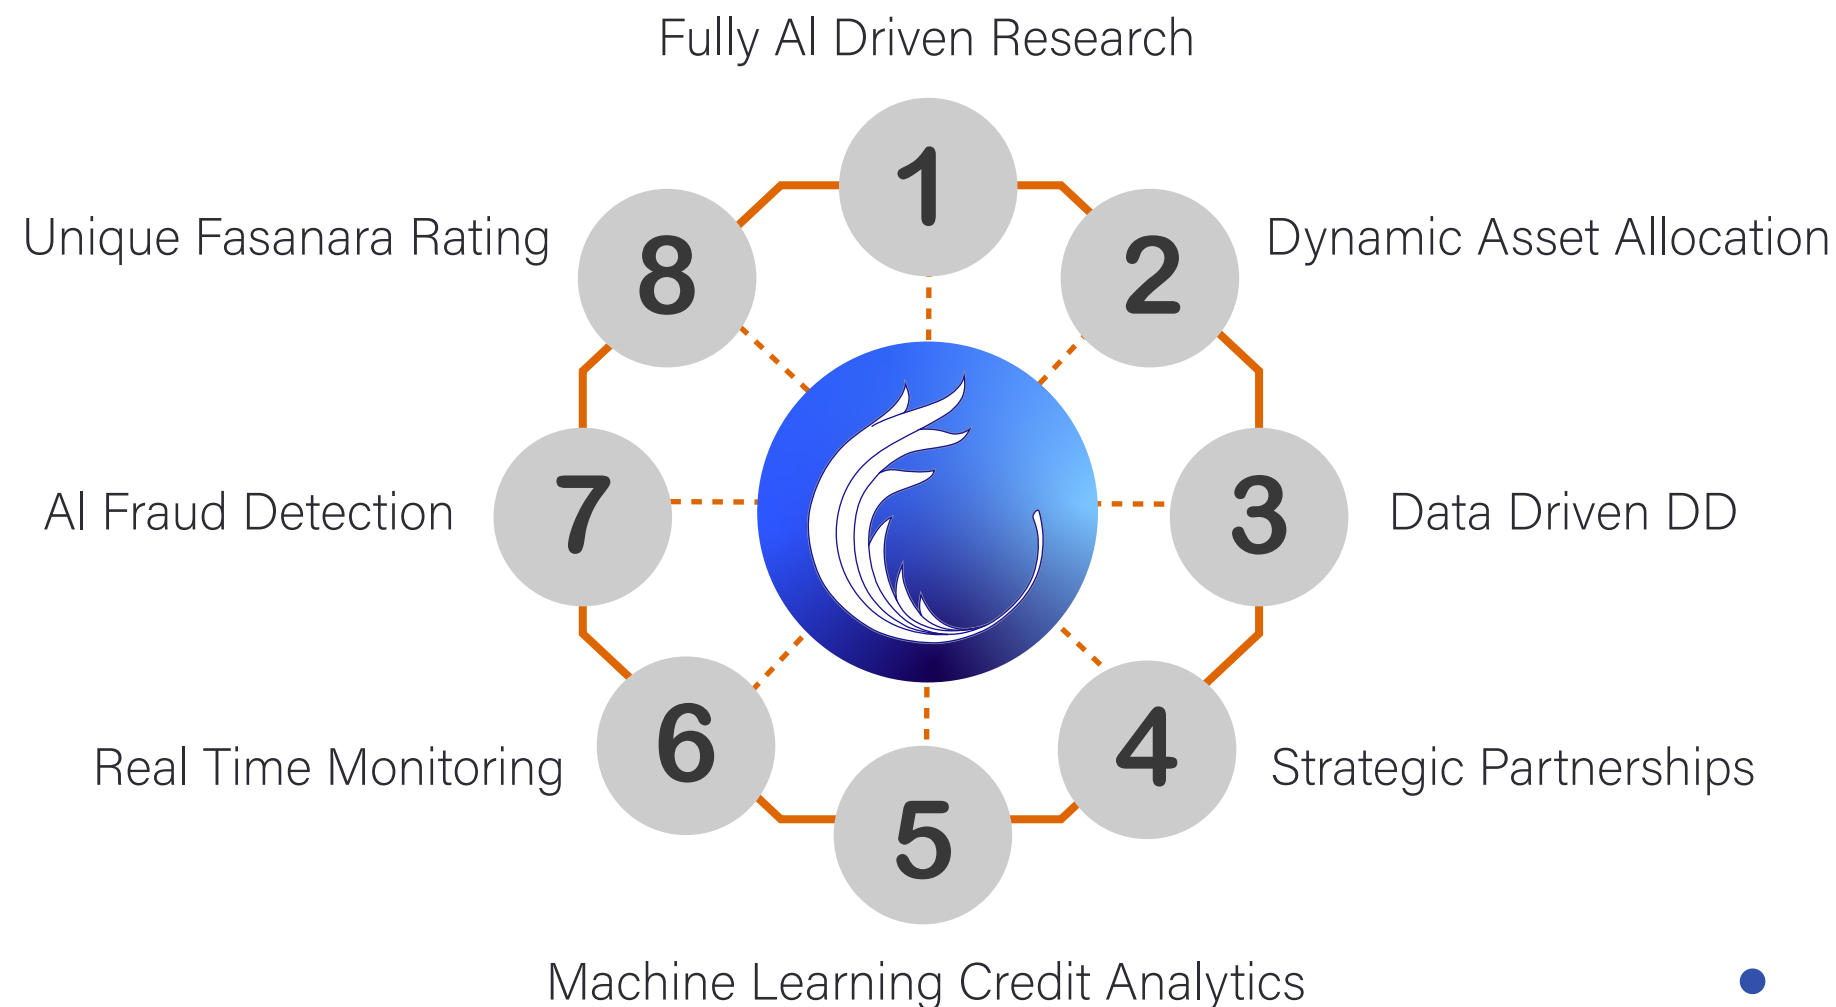 Fully AI Driven Research
1
Unique Fasanara Rating
8
2
Dynamic Asset Allocation
AI Fraud Detection
7
3
Data Driven DD
Real Time Monitoring
6
4
Strategic Partnerships
5
Machine Learning Credit Analytics